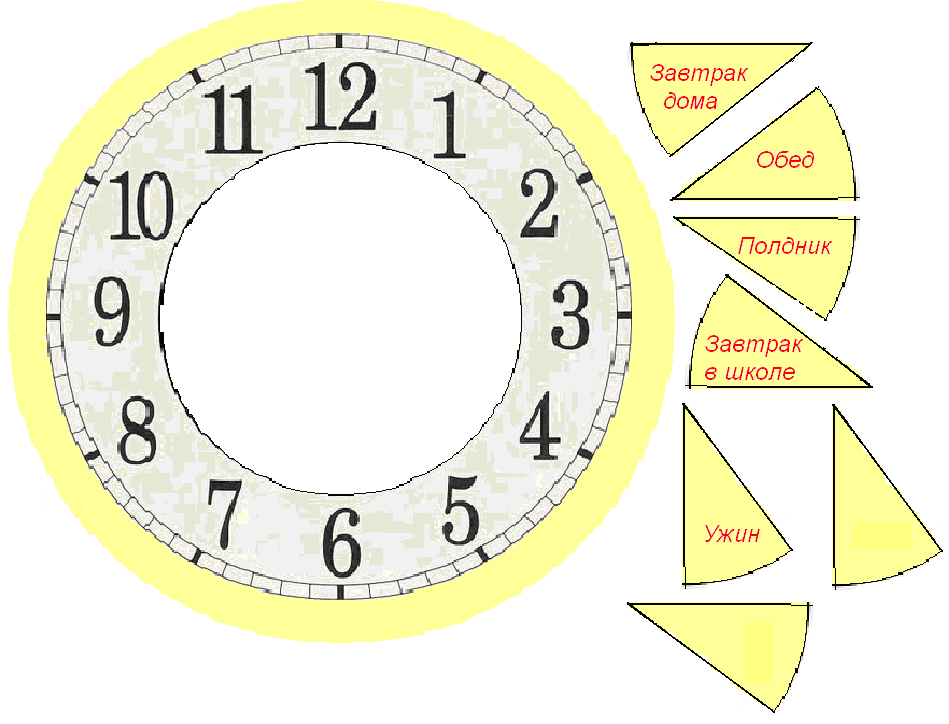 12
1
2
3
4
5
6
7
8
9
10
11
Завтрак
дома
Обед
Полдник
Завтрак
в школе
Ужин